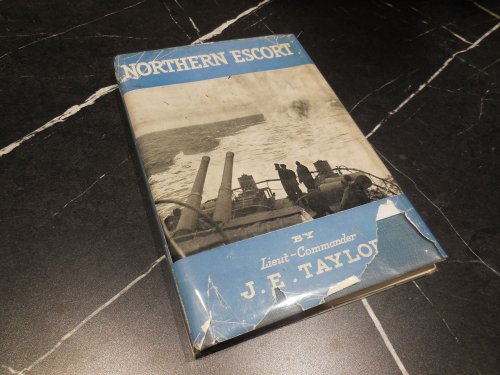 NORTHERN ESCORT
BY
Lieut-Commander
J. E. TAYLO